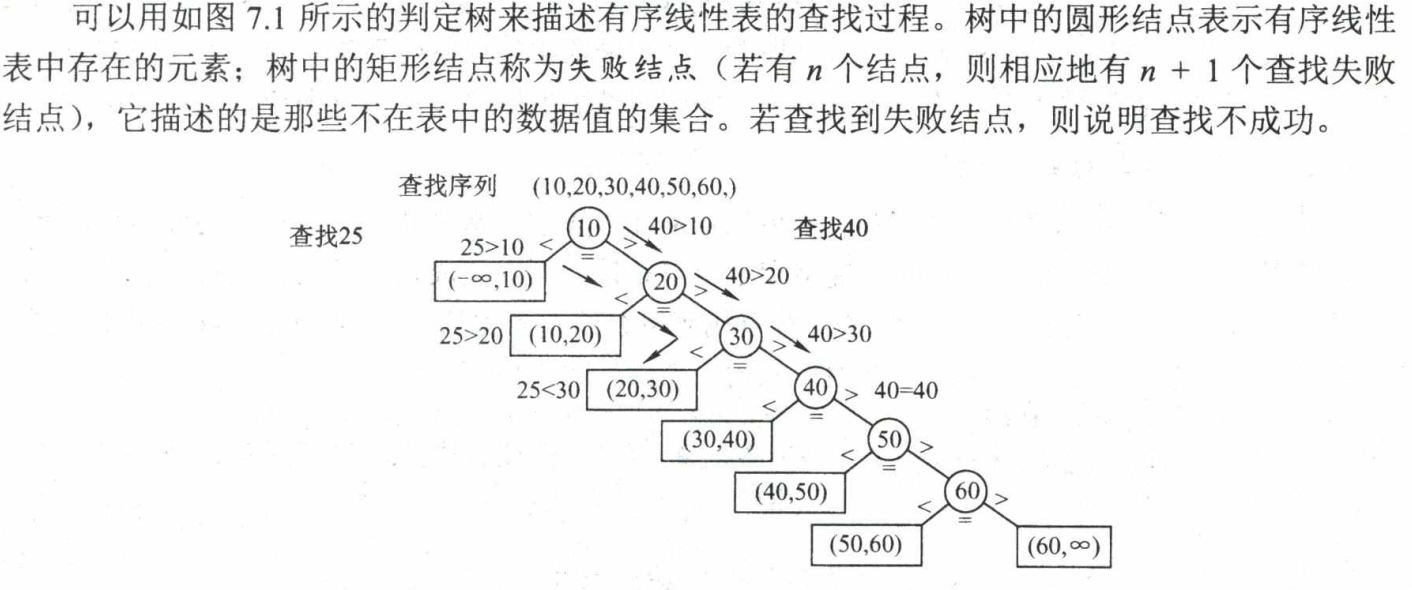 可以用如图 7.1 所示的判定树来描述有序线性表的查找过程。树中的圆形结点表示有序线性
表中存在的元素；树中的矩形结点称为失败结点（若有 n 个结点，则相应地有 n + 1 个查找失败
结点），它描述的是那些不在表中的数据值的集合。若查找到失败结点，则说明查找不成功。
查找序列 (10,20,30,40,50,60,)
查找25
10
40>10
查找40
25>10 < = >
(−∞,10)
20
40>20
< = >
25>20
(10,20)
30
40>30
< = >
25<30
(20,30)
40
> 40=40
< =
(30,40)
50
< = >
(40,50)
60
< = >
(50,60)
(60,∞)